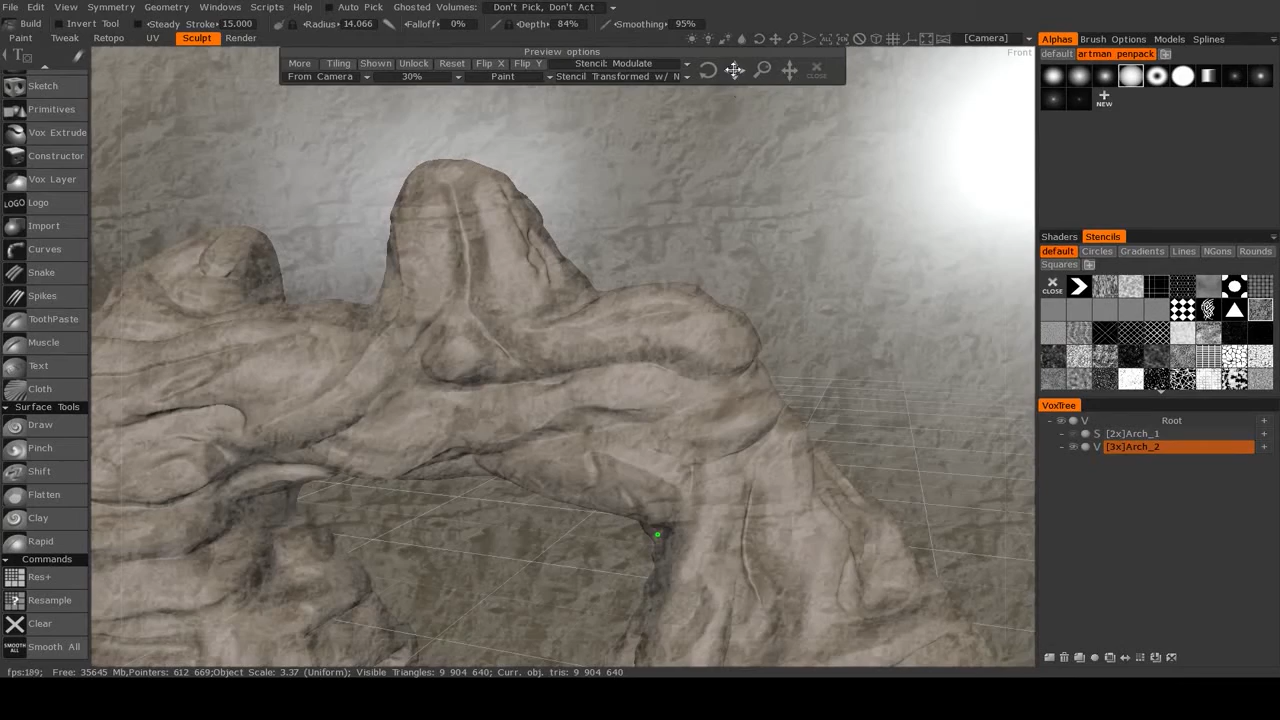 File Edit View Symmetry Geometry Windows Scripts Help Auto Pick Ghosted Volumes: Don't Pick, Don't Act
Build Invert Tool Steady Stroke 15.000 Radius 14.066 Falloff 0% Depth 84% Smoothing 95%
Paint Tweak Retopo UV Sculpt Render [Camera]
Preview options
More Tiling Shown Unlock Reset Flip X Flip Y Stencil: Modulate
From Camera 30% Paint Stencil Transformed w/ N
CLOSE
Front
Sketch
Primitives
Vox Extrude
Constructor
Vox Layer
LOGO Logo
Import
Curves
Snake
Spikes
ToothPaste
Muscle
Text
Cloth
Surface Tools
Draw
Pinch
Shift
Flatten
Clay
Rapid
Commands
Res+
Resample
Clear
SMOOTH ALL Smooth All
Alphas Brush Options Models Splines
default artman penpack
NEW
Shaders Stencils
default Circles Gradients Lines NGons Rounds
Squares
CLOSE
VoxTree
V Root
S [2x]Arch_1
V [3x]Arch_2
fps:189; Free: 35645 Mb,Pointers: 612 669;Object Scale: 3.37 (Uniform); Visible Triangles: 9 904 640; Curr. obj. tris: 9 904 640